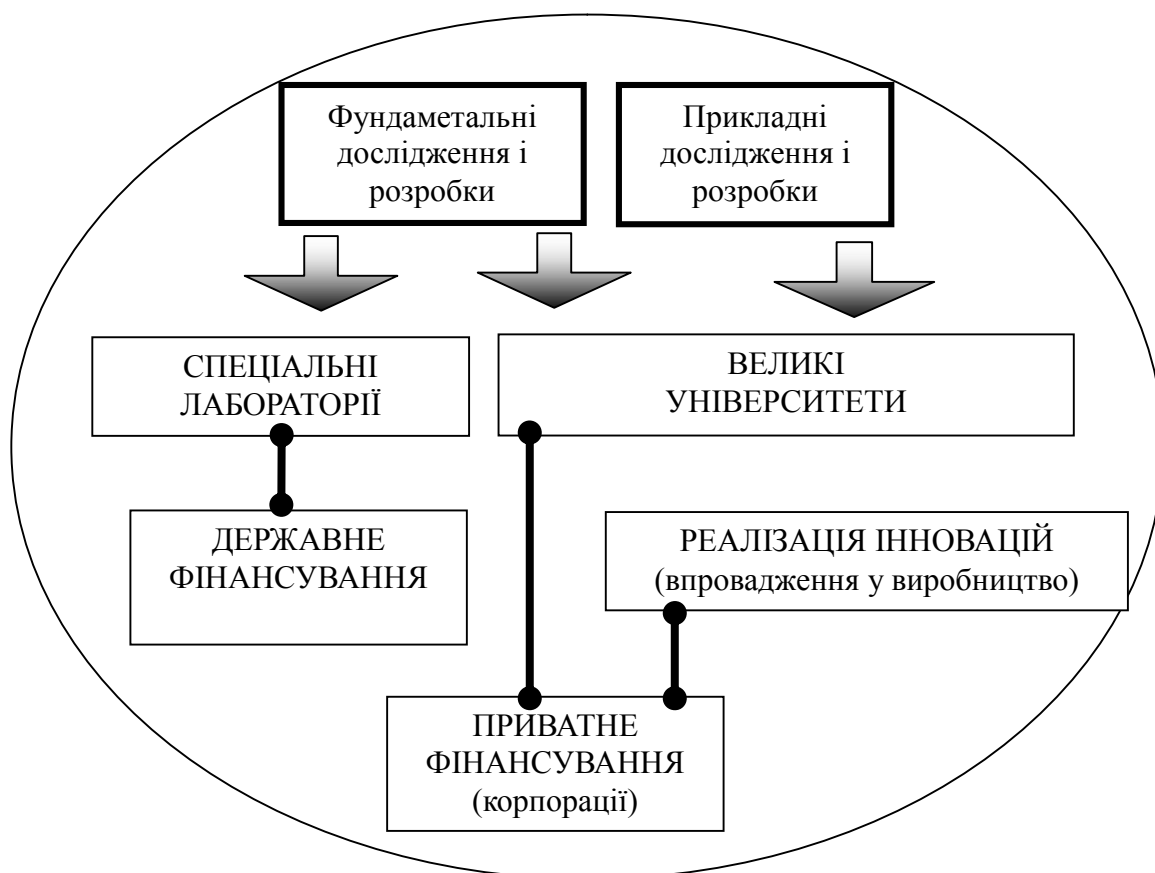 Фундаметальні
дослідження і
розробки
Прикладні
дослідження і
розробки
СПЕЦІАЛЬНІ
ЛАБОРАТОРІЇ
ВЕЛИКІ
УНІВЕРСИТЕТИ
ДЕРЖАВНЕ
ФІНАНСУВАННЯ
РЕАЛІЗАЦІЯ ІННОВАЦІЙ
(впровадження у виробництво)
ПРИВАТНЕ
ФІНАНСУВАННЯ
(корпорації)